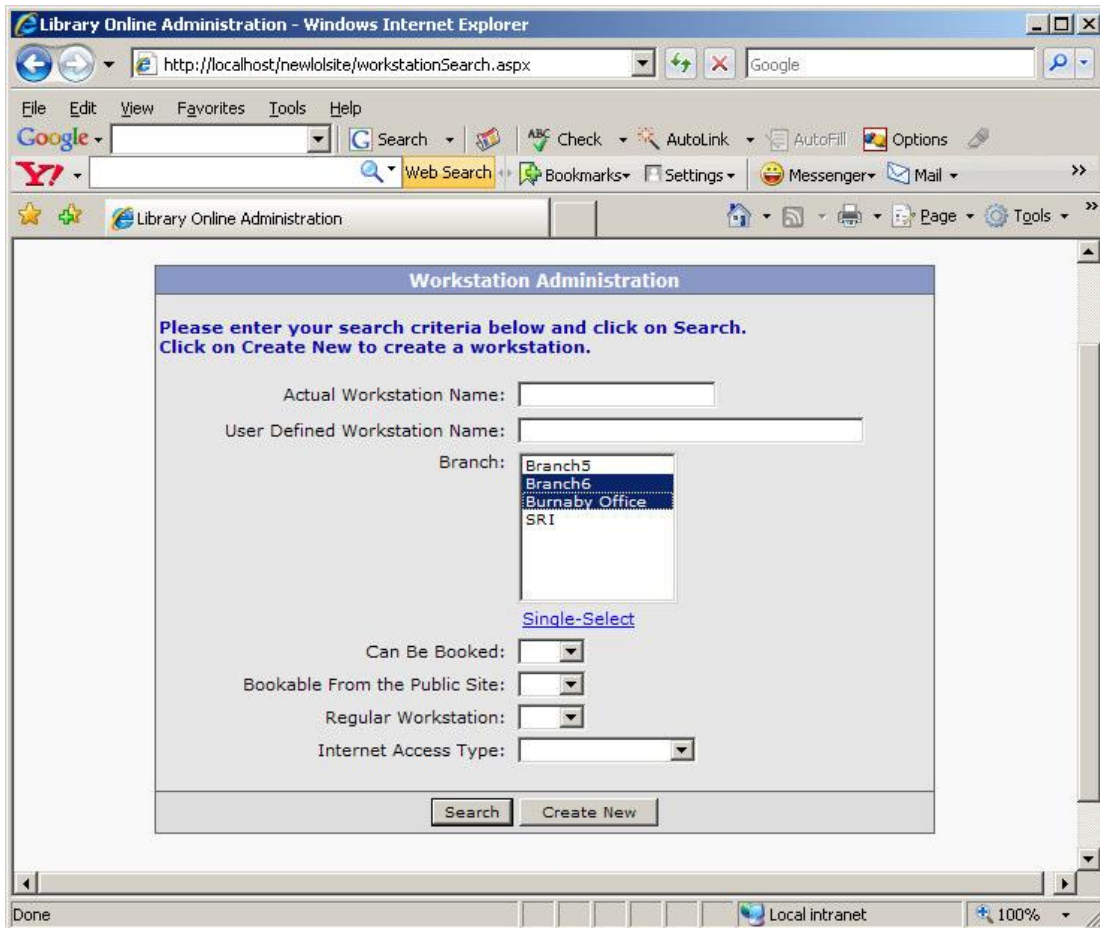 Library Online Administration - Windows Internet Explorer
http://localhost/newlolsite/workstationSearch.aspx
Google
File Edit View Favorites Tools Help
Google Search ABC Check AutoLink AutoFill Options
Y! Web Search Bookmarks Settings Messenger Mail »
Library Online Administration Page Tools »
Workstation Administration
Please enter your search criteria below and click on Search.
Click on Create New to create a workstation.
Actual Workstation Name:
User Defined Workstation Name:
Branch: Branch5
Branch6
Burnaby Office
SRI
Single-Select
Can Be Booked:
Bookable From the Public Site:
Regular Workstation:
Internet Access Type:
Search Create New
Done Local intranet 100%